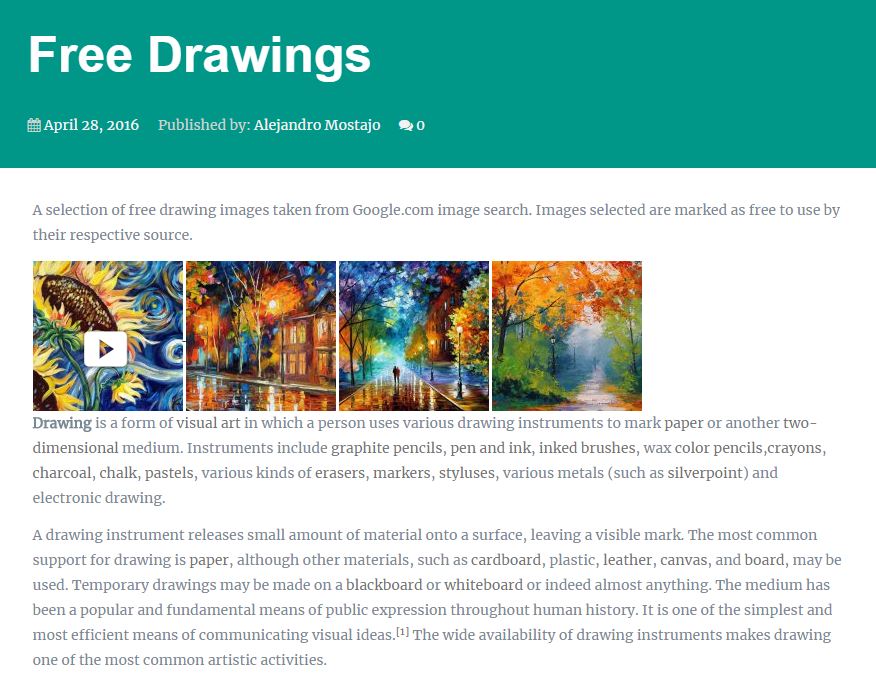 Free Drawings
April 28, 2016 Published by: Alejandro Mostajo 0
A selection of free drawing images taken from Google.com image search. Images selected are marked as free to use by
their respective source.
Drawing is a form of visual art in which a person uses various drawing instruments to mark paper or another two-
dimensional medium. Instruments include graphite pencils, pen and ink, inked brushes, wax color pencils,crayons,
charcoal, chalk, pastels, various kinds of erasers, markers, styluses, various metals (such as silverpoint) and
electronic drawing.
A drawing instrument releases small amount of material onto a surface, leaving a visible mark. The most common
support for drawing is paper, although other materials, such as cardboard, plastic, leather, canvas, and board, may be
used. Temporary drawings may be made on a blackboard or whiteboard or indeed almost anything. The medium has
been a popular and fundamental means of public expression throughout human history. It is one of the simplest and
most efficient means of communicating visual ideas.[1] The wide availability of drawing instruments makes drawing
one of the most common artistic activities.